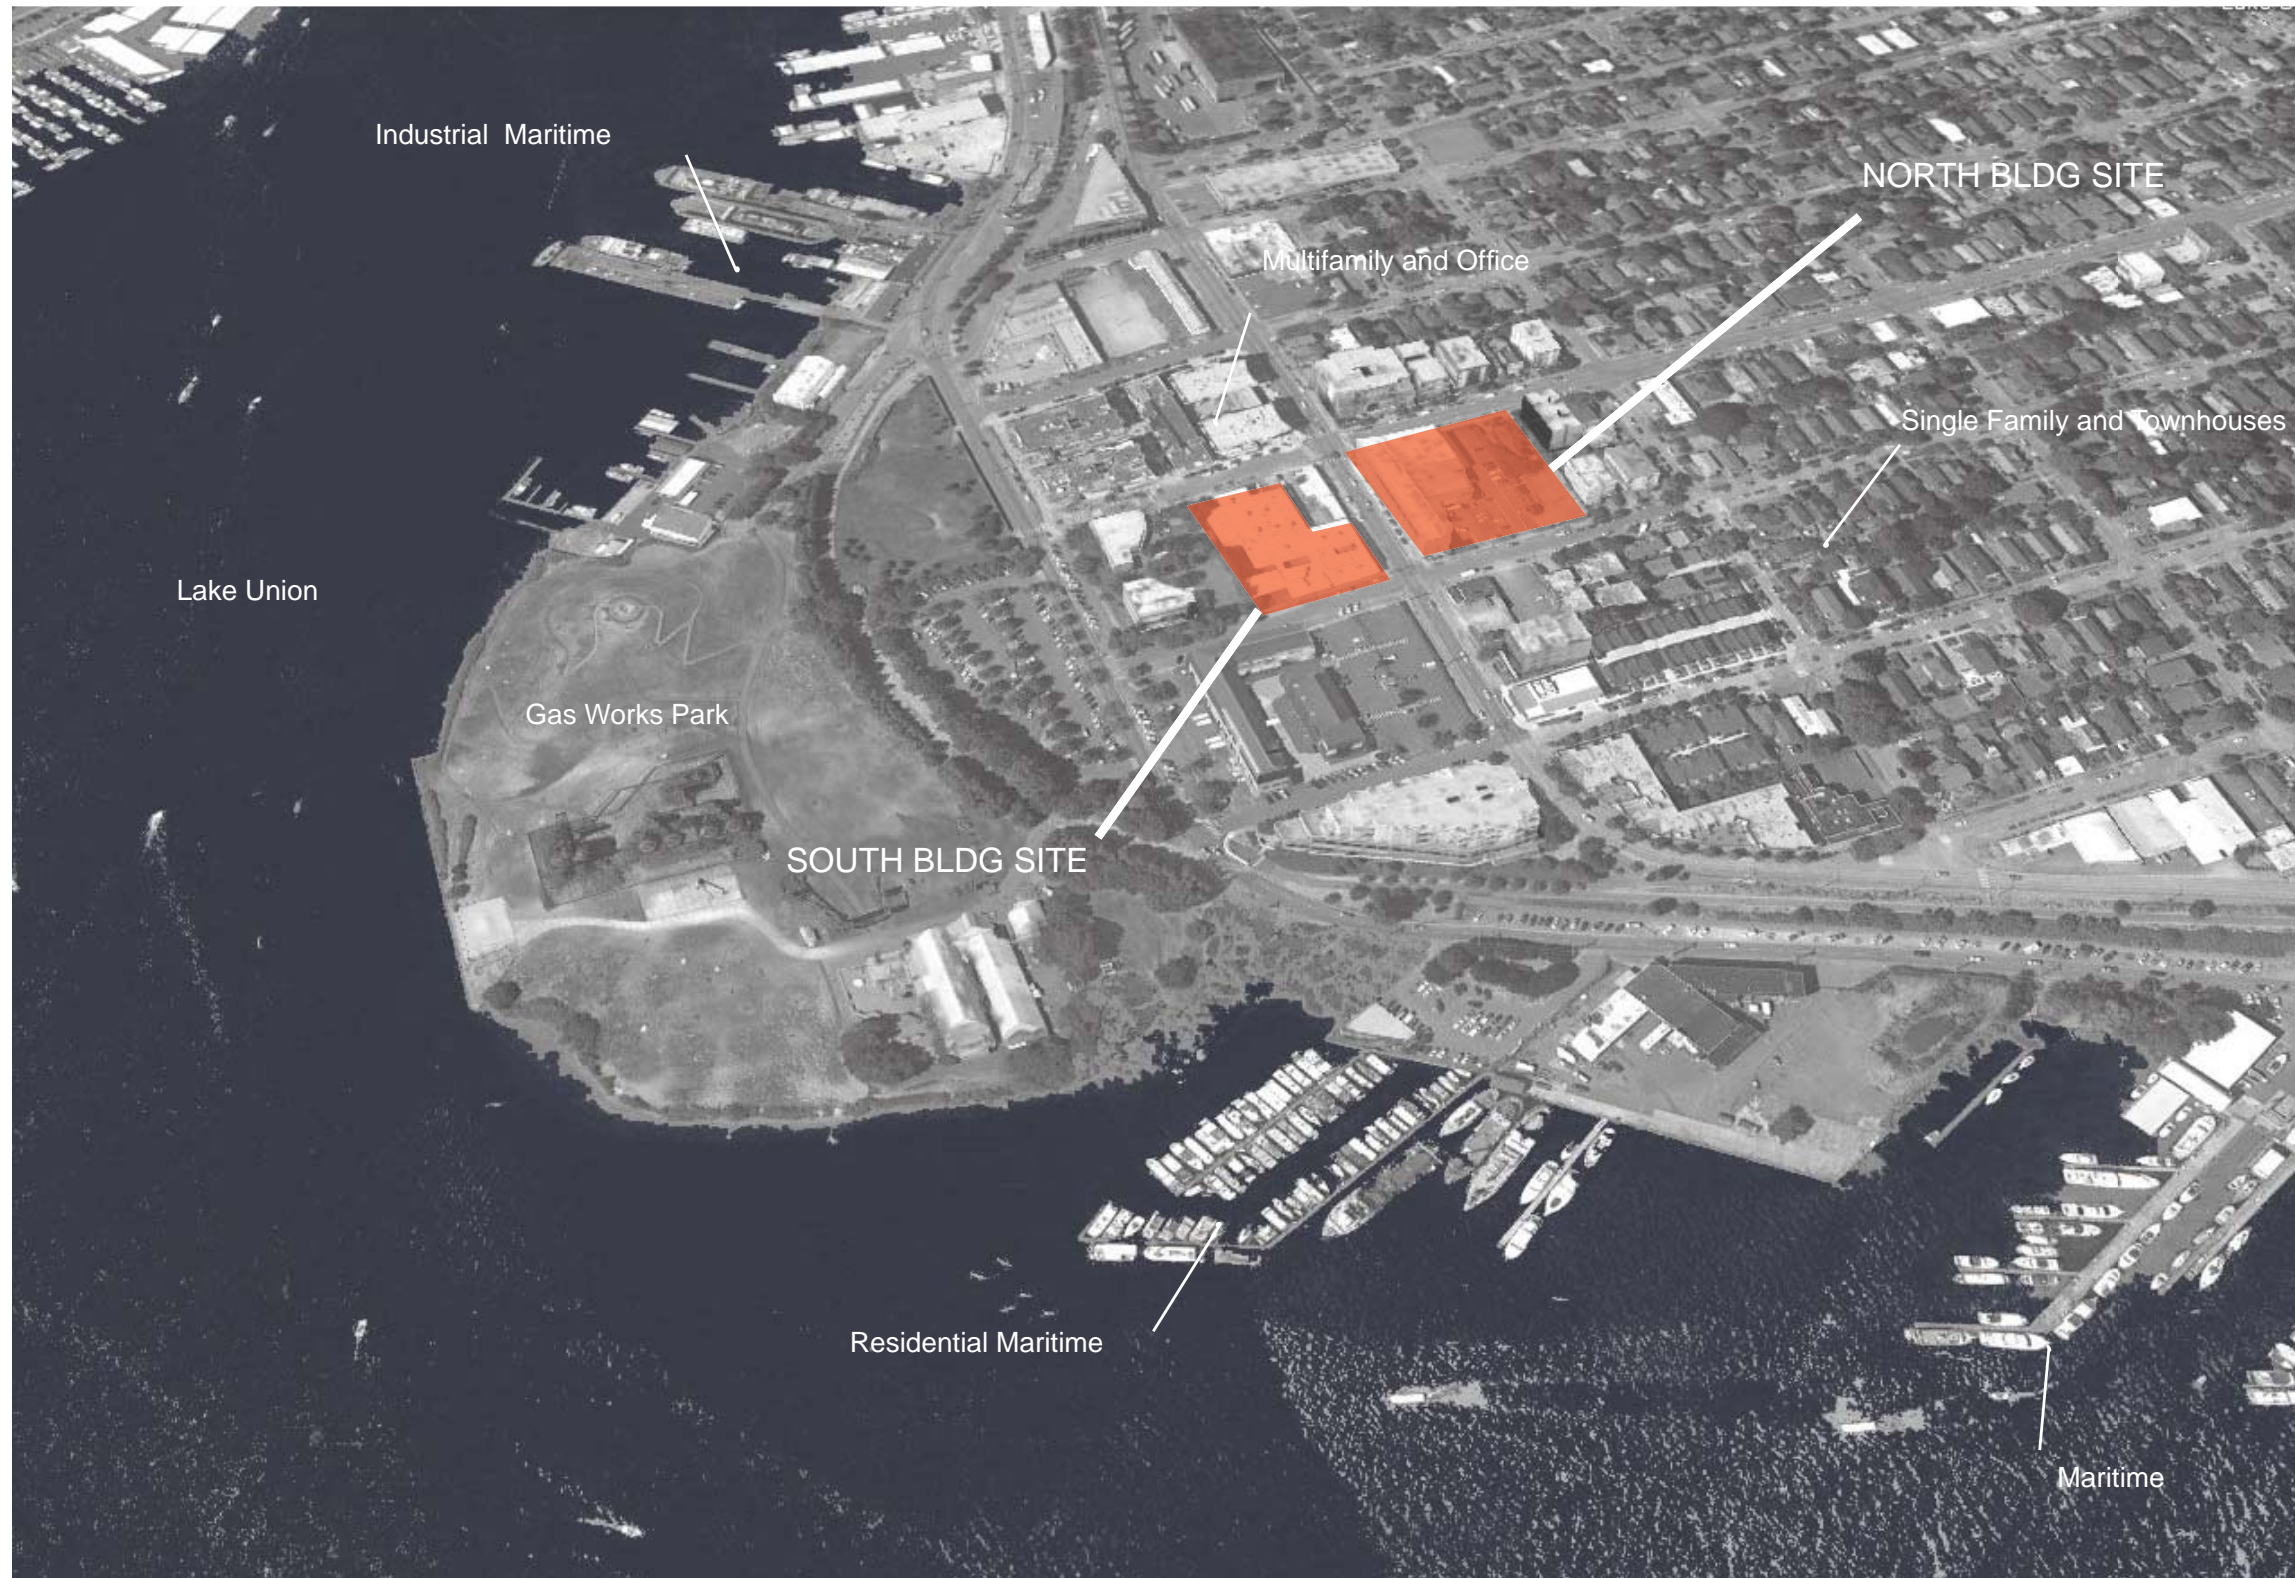 Industrial Maritime
NORTH BLDG SITE
Multifamily and Office
Single Family and Townhouses
Lake Union
Gas Works Park
SOUTH BLDG SITE
Residential Maritime
Maritime